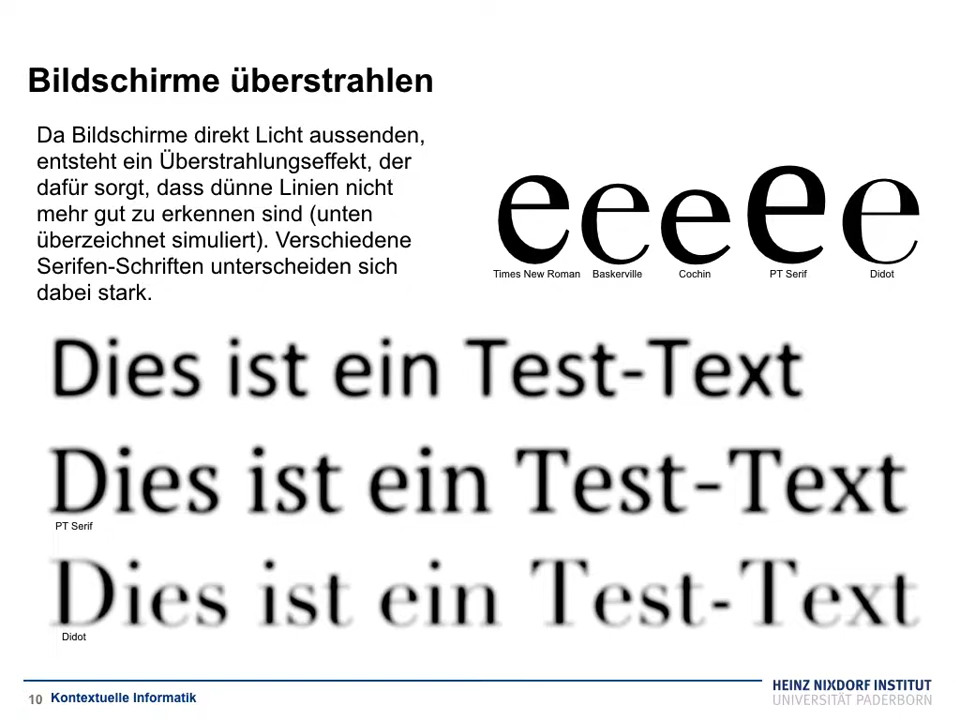 Bildschirme überstrahlen
Da Bildschirme direkt Licht aussenden,
entsteht ein Überstrahlungseffekt, der
dafür sorgt, dass dünne Linien nicht
mehr gut zu erkennen sind (unten
überzeichnet simuliert). Verschiedene
Serifen-Schriften unterscheiden sich
dabei stark.
e e e e e
Times New Roman Baskerville Cochin PT Serif Didot
Dies ist ein Test-Text
Dies ist ein Test-Text
PT Serif
Dies ist ein Test-Text
Didot
10 Kontextuelle Informatik
HEINZ NIXDORF INSTITUT
UNIVERSITÄT PADERBORN